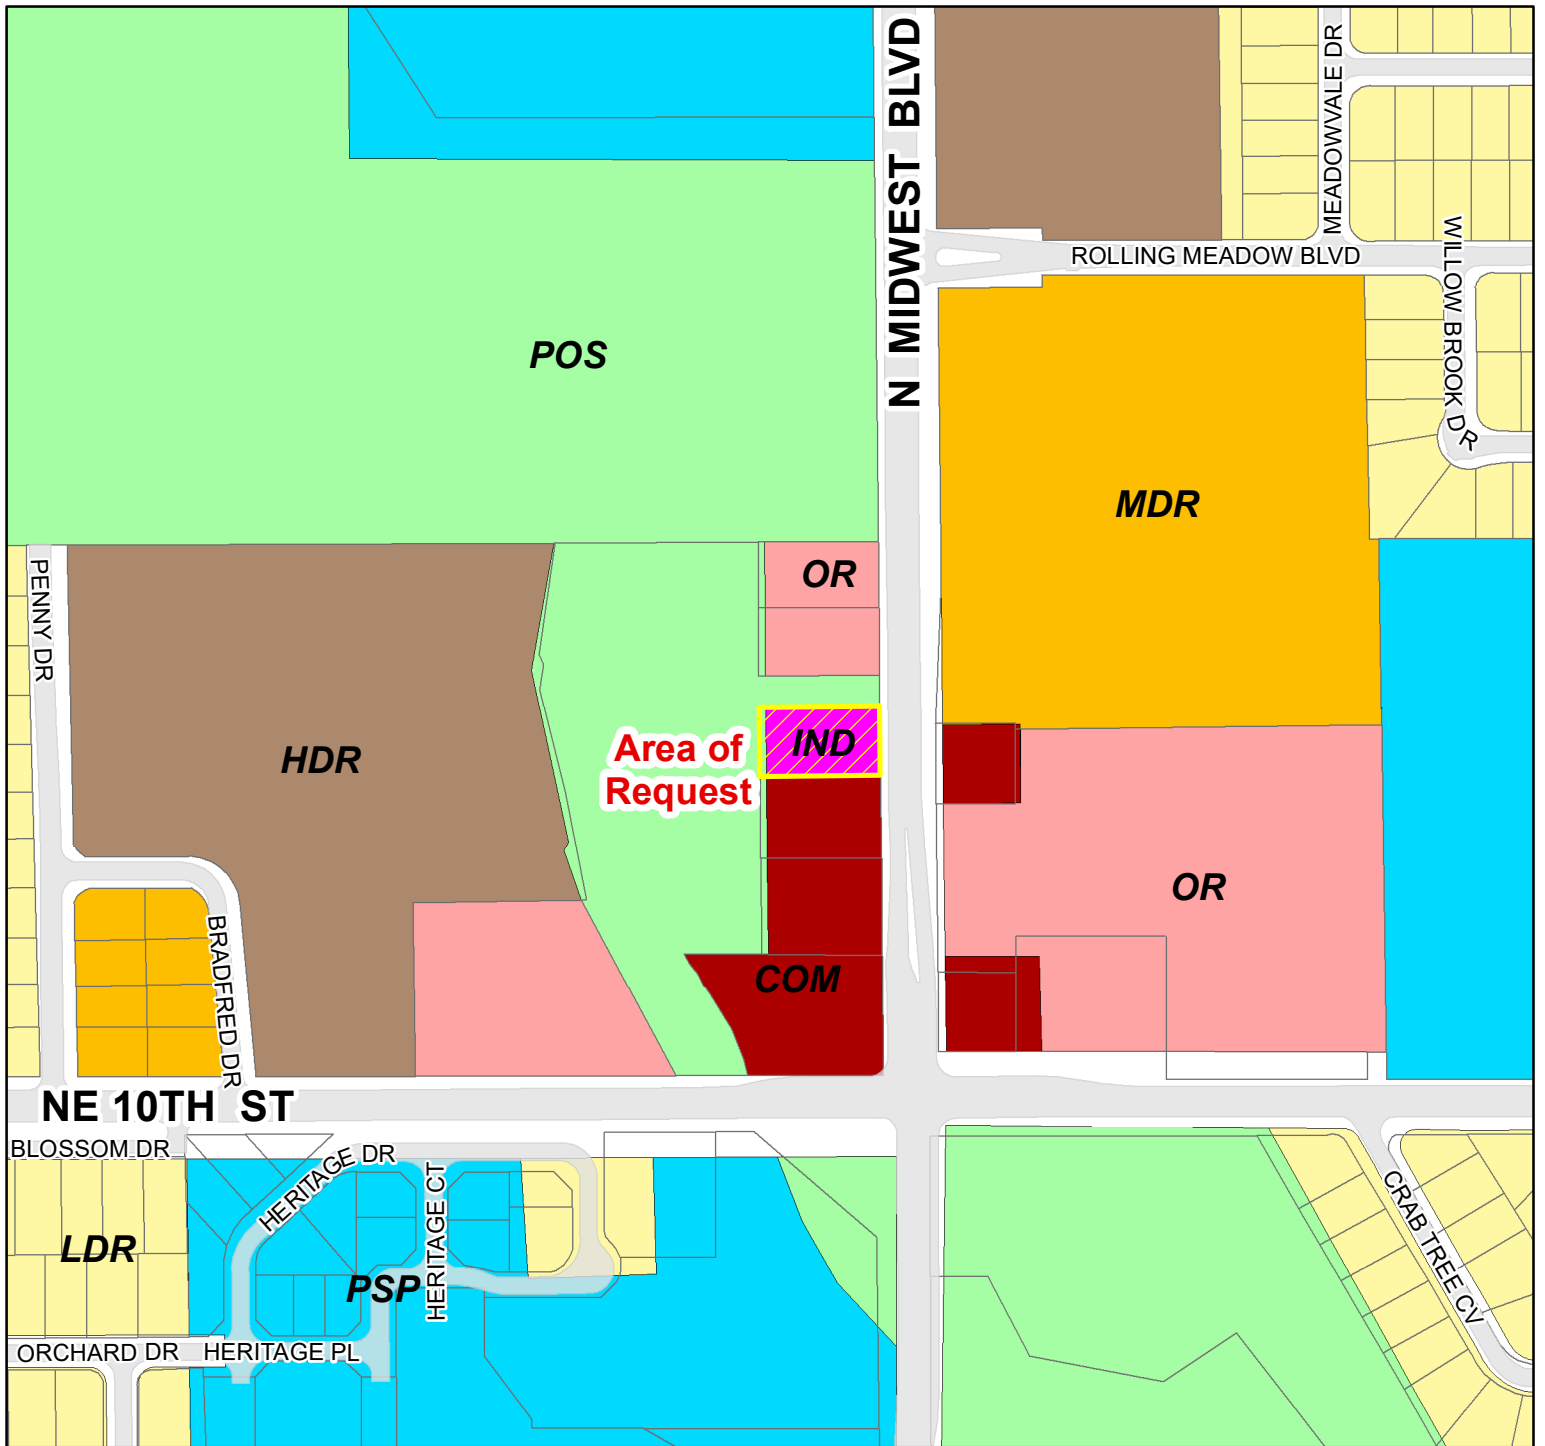 N MIDWEST BLVD
MEADOWVALE DR
ROLLING MEADOW BLVD
WILLOW BROOK DR
POS
MDR
OR
PENNY DR
IND
Area of
Request
HDR
OR
BRADFRED DR
COM
NE 10TH ST
BLOSSOM DR
HERITAGE DR
HERITAGE CT
CRAB TREE CV
LDR
PSP
ORCHARD DR
HERITAGE PL